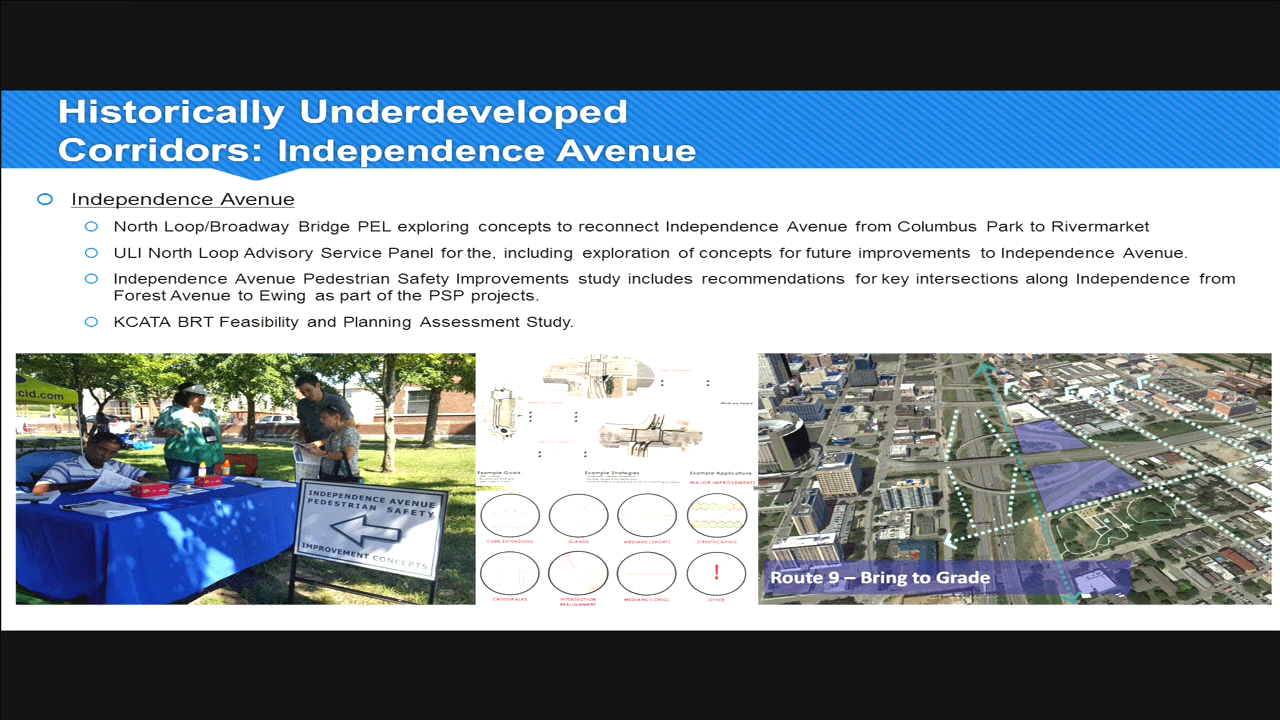 Historically Underdeveloped
Corridors: Independence Avenue
Independence Avenue
North Loop/Broadway Bridge PEL exploring concepts to reconnect Independence Avenue from Columbus Park to Rivermarket
ULI North Loop Advisory Service Panel for the, including exploration of concepts for future improvements to Independence Avenue.
Independence Avenue Pedestrian Safety Improvements study includes recommendations for key intersections along Independence from
Forest Avenue to Ewing as part of the PSP projects.
KCATA BRT Feasibility and Planning Assessment Study.
cid.com
INDEPENDENCE AVENUE
PEDESTRIAN SAFETY
IMPROVEMENT CONCEPTS
What we heard
Example Goals
Example Strategies
Example Applications
MAJOR IMPROVEMENTS
CURB EXTENSIONS
ISLANDS
MEDIANS (SHORT)
STREETSCAPING
CROSSWALKS
INTERSECTION
REALIGNMENT
MEDIANS (LONG)
!
OTHER
Route 9 – Bring to Grade